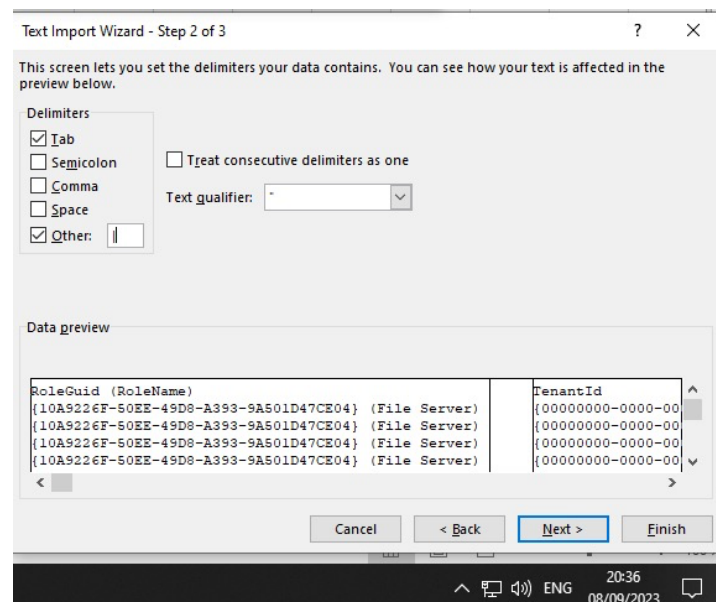 Text Import Wizard - Step 2 of 3 ? ×
This screen lets you set the delimiters your data contains. You can see how your text is affected in the
preview below.
Delimiters
Tab
Semicolon
Comma
Space
Other: |
Treat consecutive delimiters as one
Text qualifier: "
Data preview
RoleGuid (RoleName) TenantId
{10A9226F-50EE-49D8-A393-9A501D47CE04} (File Server) {00000000-0000-00
{10A9226F-50EE-49D8-A393-9A501D47CE04} (File Server) {00000000-0000-00
{10A9226F-50EE-49D8-A393-9A501D47CE04} (File Server) {00000000-0000-00
{10A9226F-50EE-49D8-A393-9A501D47CE04} (File Server) {00000000-0000-00
Cancel < Back Next > Finish
ENG 20:36
08/09/2023